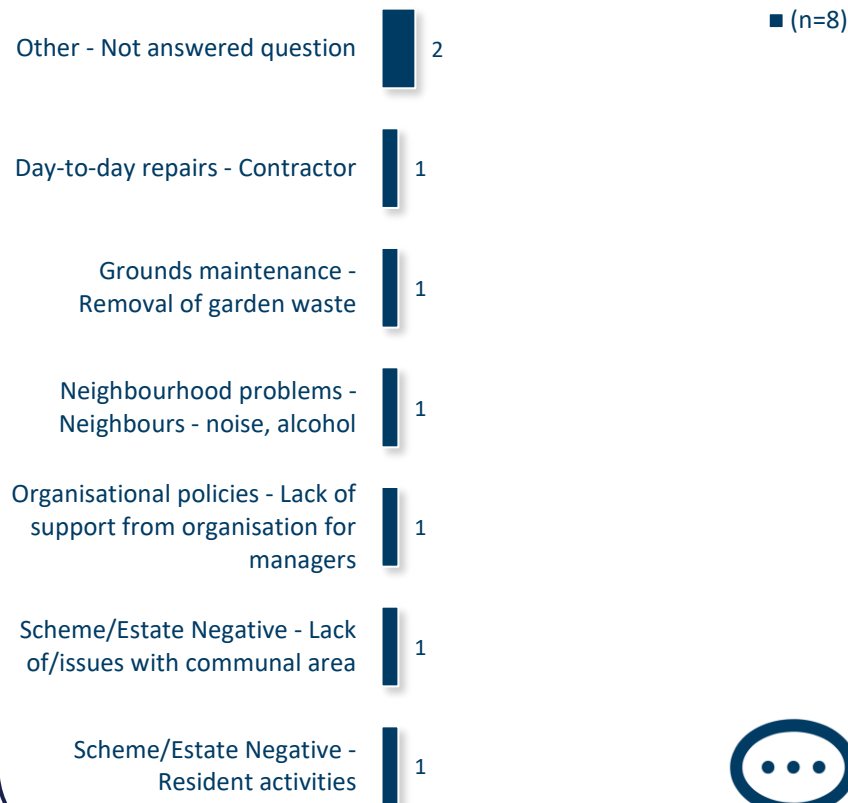 (n=8)
Other - Not answered question
2
Day-to-day repairs - Contractor
1
Grounds maintenance -
Removal of garden waste
1
Neighbourhood problems -
Neighbours - noise, alcohol
1
Organisational policies - Lack of
support from organisation for
managers
1
Scheme/Estate Negative - Lack
of/issues with communal area
1
Scheme/Estate Negative -
Resident activities
1